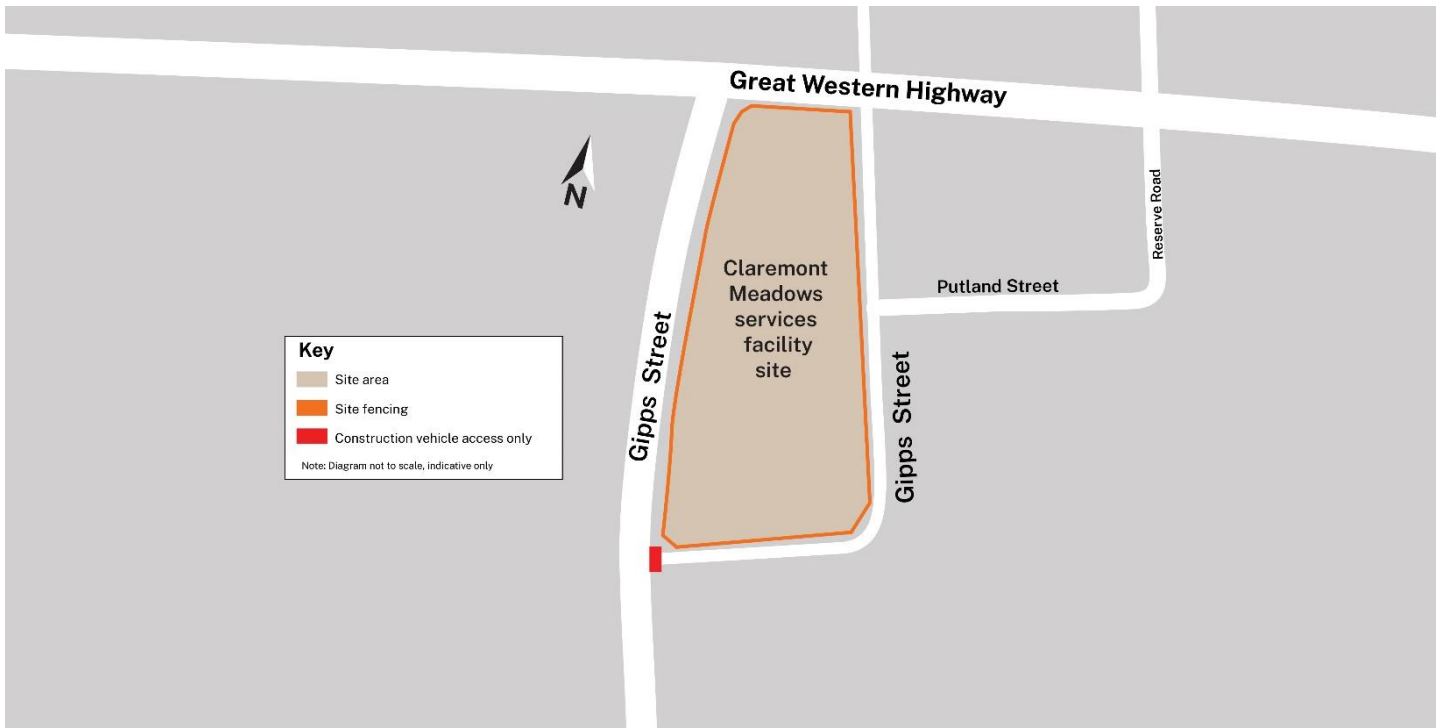 Great Western Highway
N
Reserve Road
Claremont
Meadows
services
facility
site
Putland Street
Gipps Street
Gipps Street
Key
Site area
Site fencing
Construction vehicle access only
Note: Diagram not to scale, indicative only